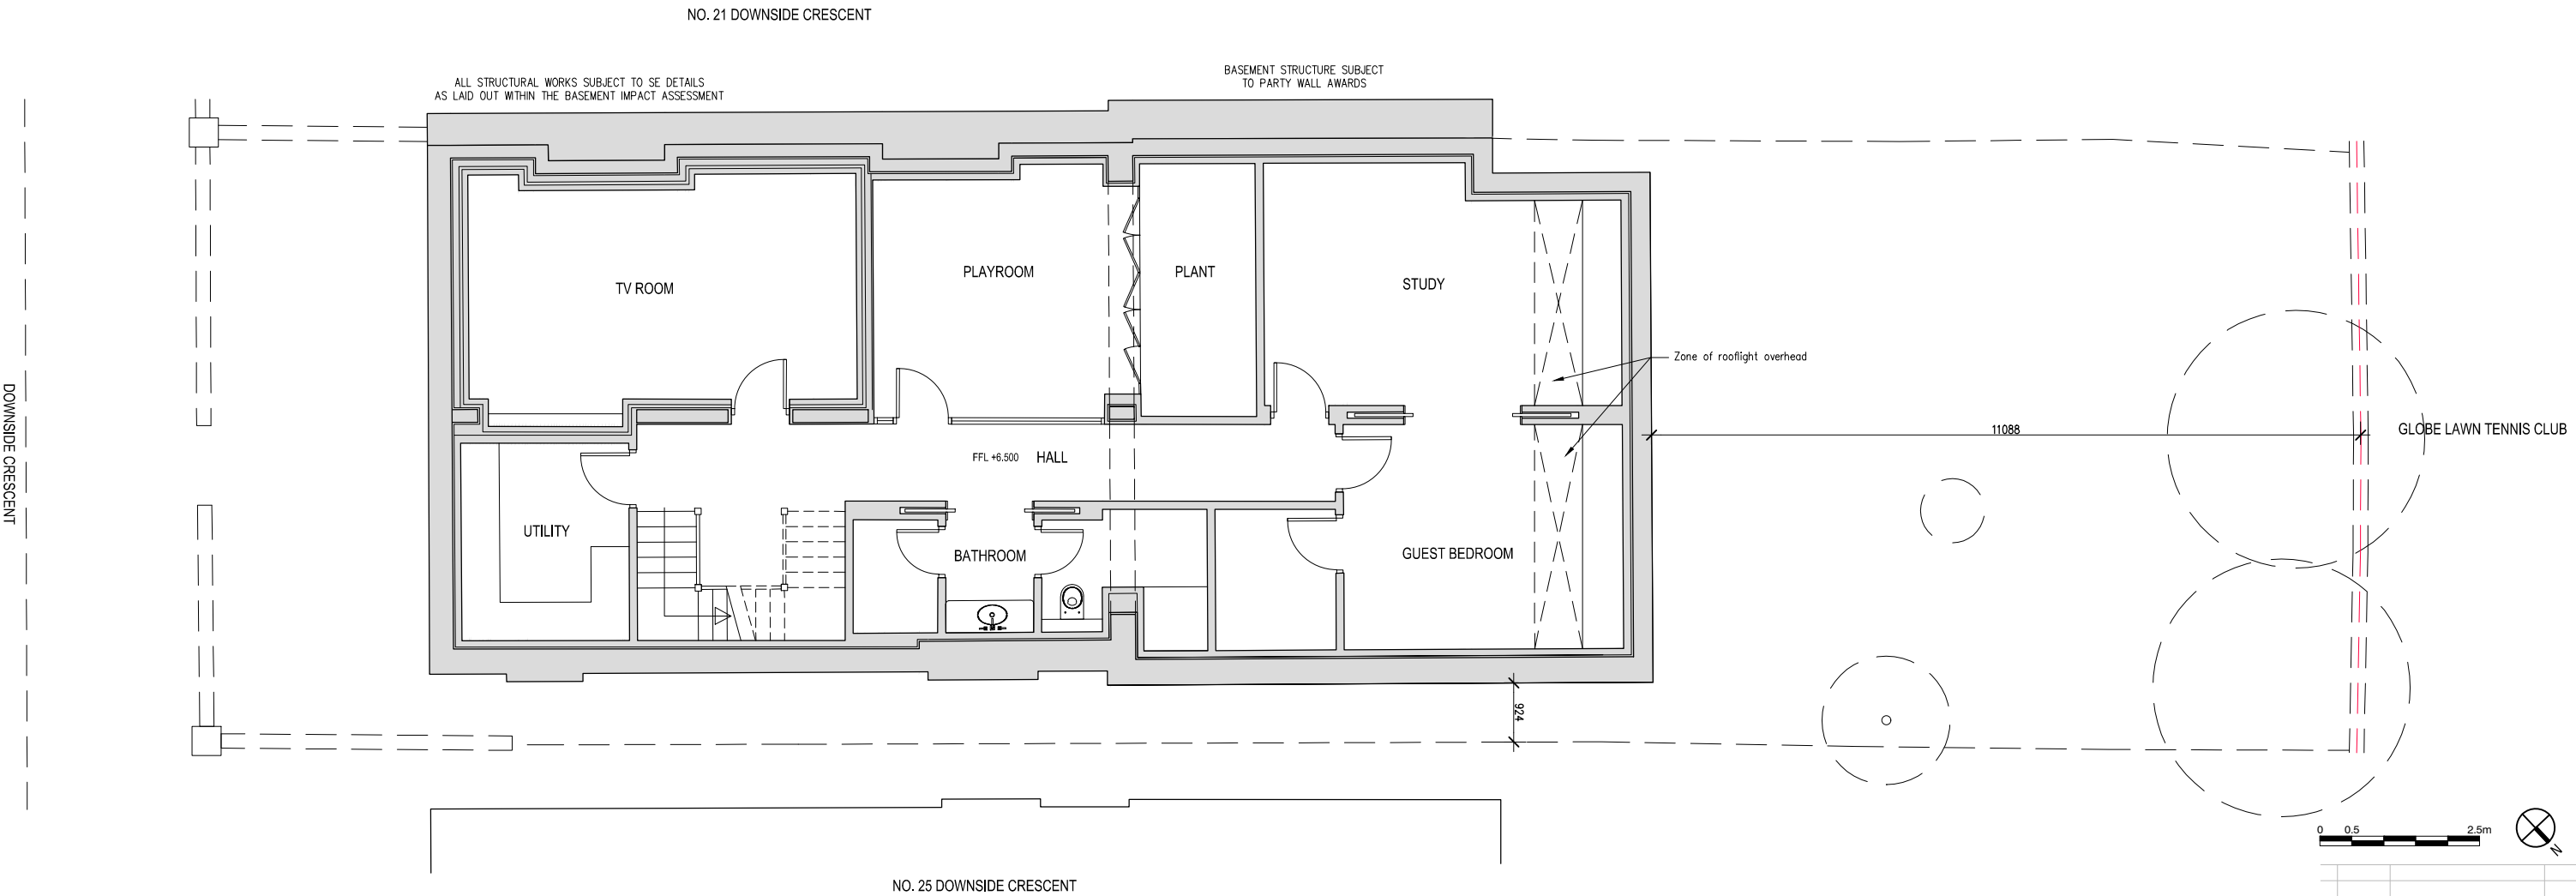 NO. 21 DOWNSIDE CRESCENT
ALL STRUCTURAL WORKS SUBJECT TO SE DETAILS
AS LAID OUT WITHIN THE BASEMENT IMPACT ASSESSMENT
BASEMENT STRUCTURE SUBJECT
TO PARTY WALL AWARDS
TV ROOM
PLAYROOM
PLANT
STUDY
Zone of rooflight overhead
DOWNSIDE CRESCENT
11088
GLOBE LAWN TENNIS CLUB
FFL +6.500
HALL
UTILITY
BATHROOM
GUEST BEDROOM
924
0 0.5 2.5m
N
NO. 25 DOWNSIDE CRESCENT